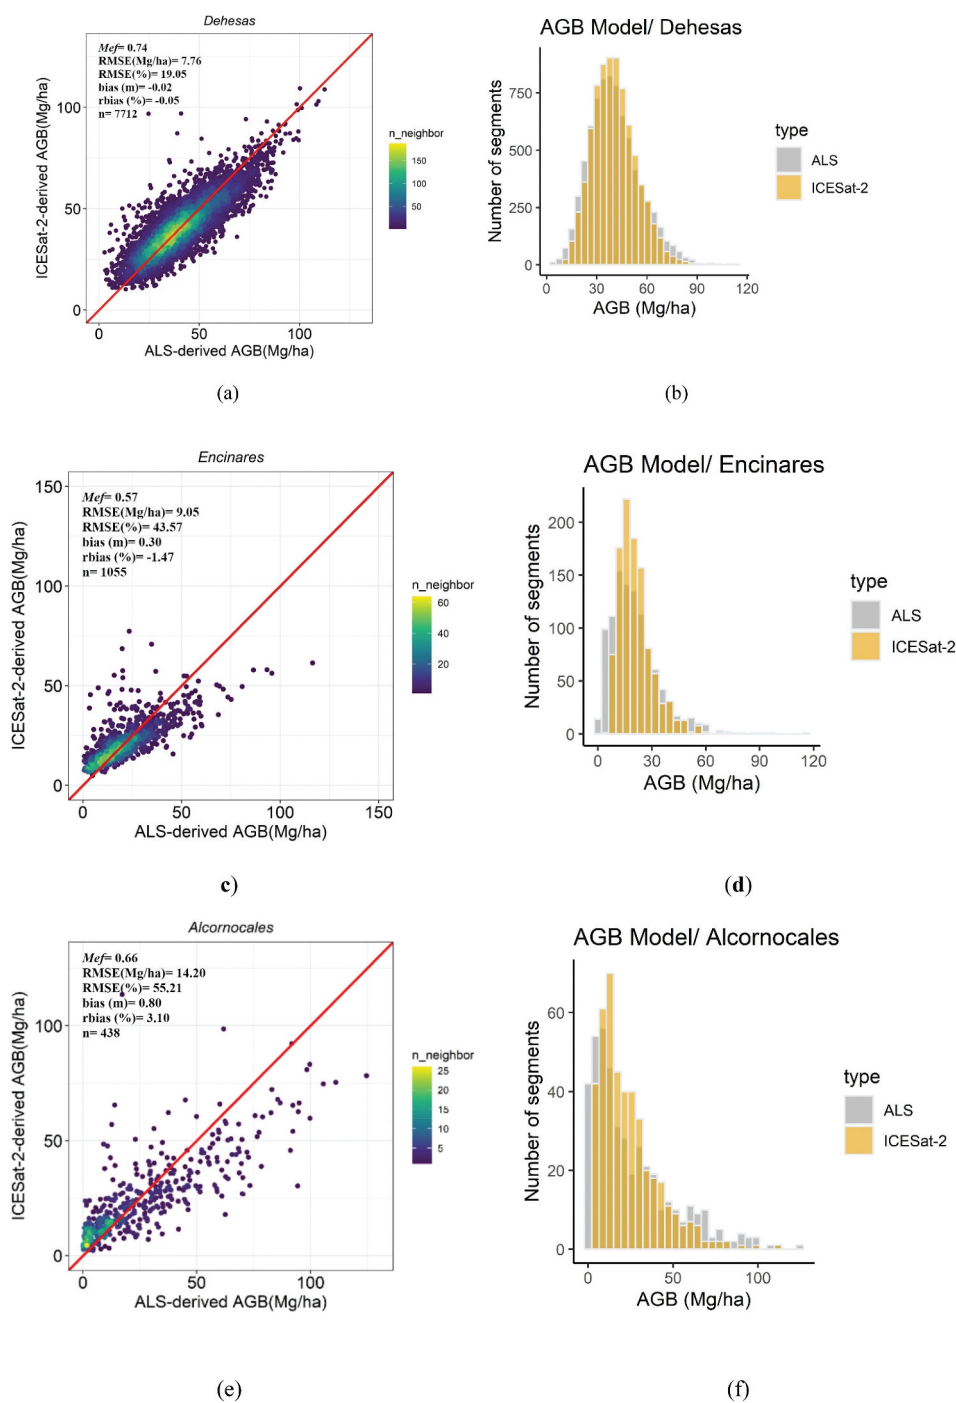 Dehesas
Mef= 0.74
RMSE(Mg/ha)= 7.76
RMSE(%)= 19.05
bias (m)= -0.02
rbias (%)= -0.05
n= 7712
ICESat-2-derived AGB(Mg/ha)
100
50
0
0 50 100
ALS-derived AGB(Mg/ha)
n_neighbor
150
100
50
(a)
AGB Model/ Dehesas
Number of segments
750
500
250
0
0 30 60 90 120
AGB (Mg/ha)
type
ALS
ICESat-2
(b)
Encinares
Mef= 0.57
RMSE(Mg/ha)= 9.05
RMSE(%)= 43.57
bias (m)= 0.30
rbias (%)= -1.47
n= 1055
ICESat-2-derived AGB(Mg/ha)
150
100
50
0
0 50 100 150
ALS-derived AGB(Mg/ha)
n_neighbor
60
40
20
c)
AGB Model/ Encinares
Number of segments
200
150
100
50
0
0 30 60 90 120
AGB (Mg/ha)
type
ALS
ICESat-2
(d)
Alcornocales
Mef= 0.66
RMSE(Mg/ha)= 14.20
RMSE(%)= 55.21
bias (m)= 0.80
rbias (%)= 3.10
n= 438
ICESat-2-derived AGB(Mg/ha)
100
50
0
0 50 100
ALS-derived AGB(Mg/ha)
n_neighbor
25
20
15
10
5
(e)
AGB Model/ Alcornocales
Number of segments
60
40
20
0
0 50 100
AGB (Mg/ha)
type
ALS
ICESat-2
(f)